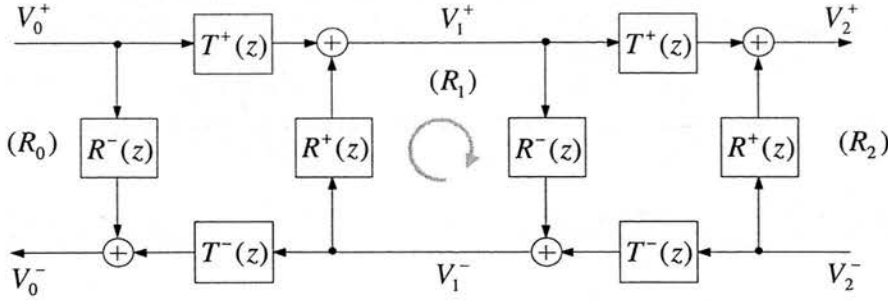 V₀⁺ T⁺(z) + V₁⁺ T⁺(z) + V₂⁺
(R₁)
(R₀) R⁻(z) R⁺(z) R⁻(z) R⁺(z) (R₂)
V₀⁻ + T⁻(z) V₁⁻ + T⁻(z) V₂⁻